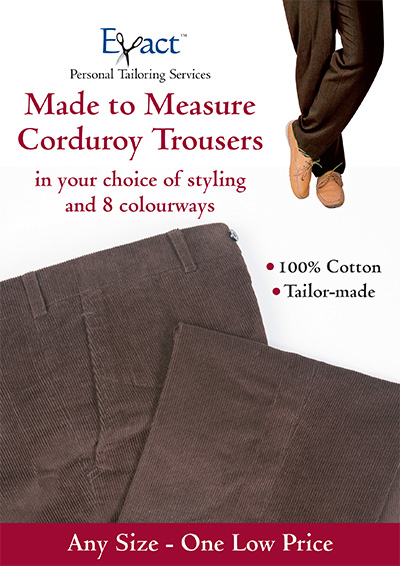 Exact™
Personal Tailoring Services
Made to Measure
Corduroy Trousers
in your choice of styling
and 8 colourways
• 100% Cotton
• Tailor-made
Any Size - One Low Price